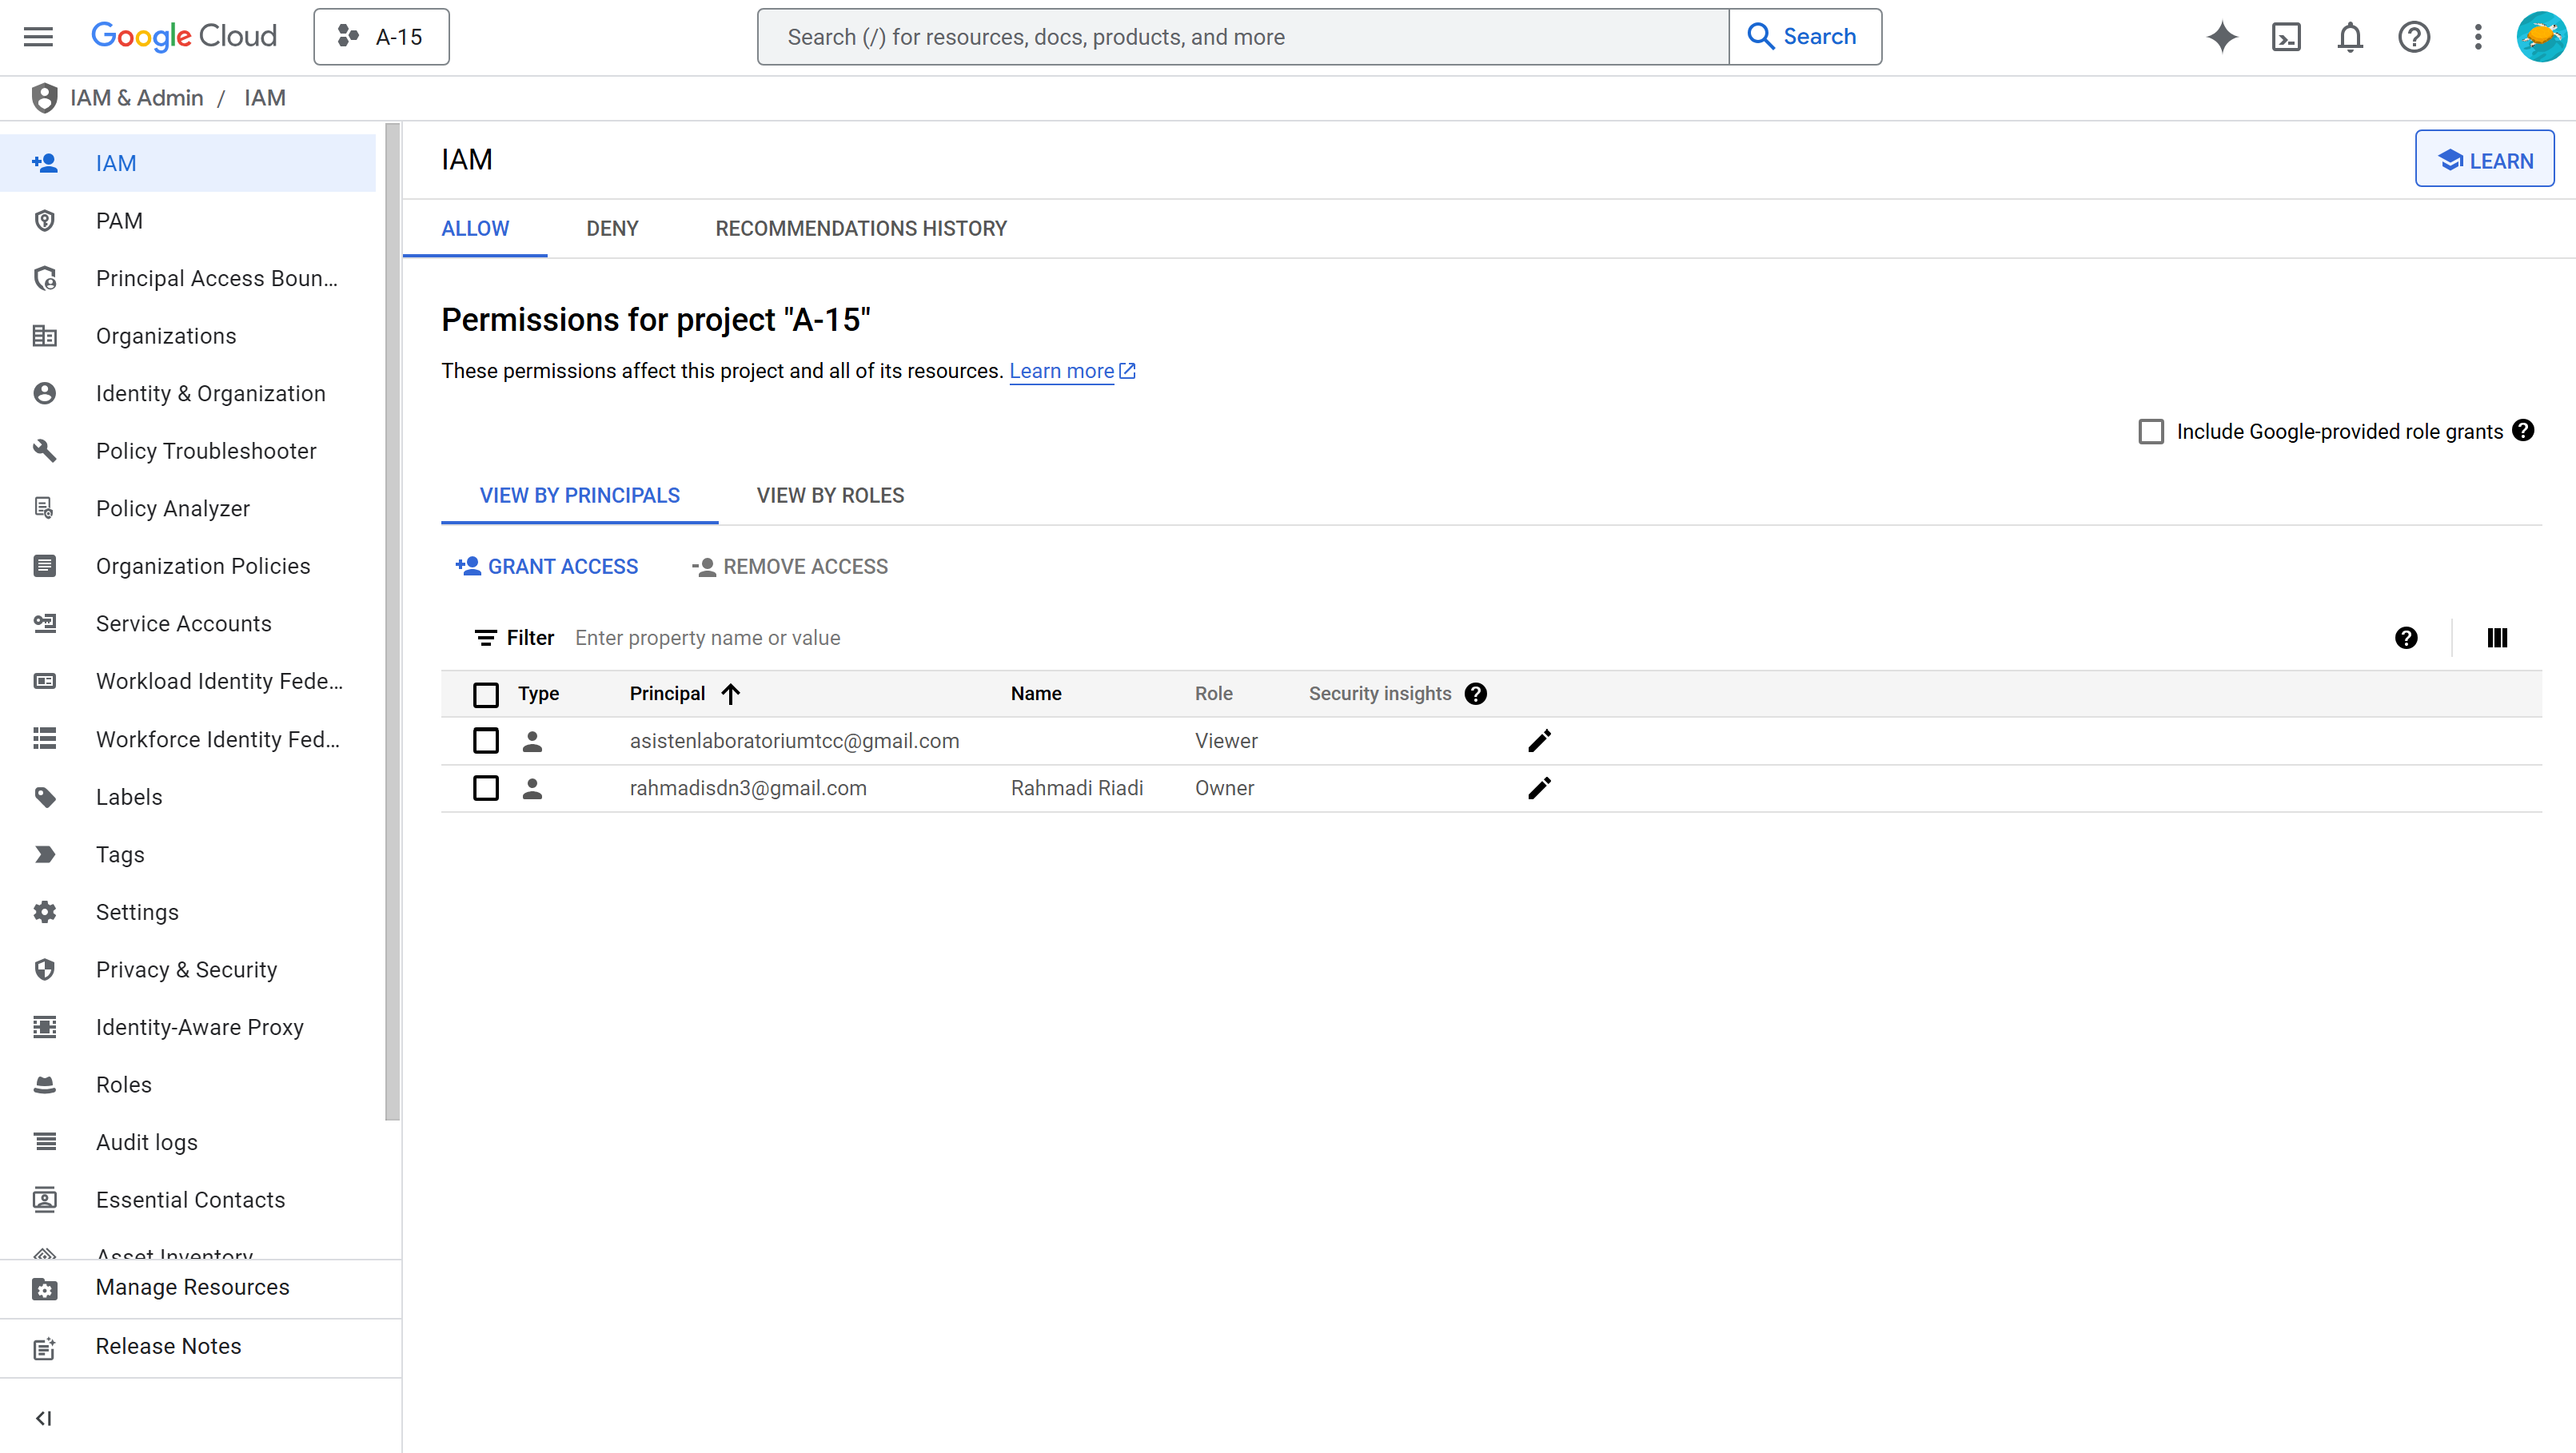 Google Cloud
A-15
Search (/) for resources, docs, products, and more
Search
IAM & Admin / IAM
IAM
PAM
Principal Access Boun...
Organizations
Identity & Organization
Policy Troubleshooter
Policy Analyzer
Organization Policies
Service Accounts
Workload Identity Fede...
Workforce Identity Fed...
Labels
Tags
Settings
Privacy & Security
Identity-Aware Proxy
Roles
Audit logs
Essential Contacts
Asset Inventory
Manage Resources
Release Notes
IAM
LEARN
ALLOW DENY RECOMMENDATIONS HISTORY
Permissions for project "A-15"
These permissions affect this project and all of its resources. Learn more
Include Google-provided role grants
VIEW BY PRINCIPALS VIEW BY ROLES
GRANT ACCESS REMOVE ACCESS
Filter Enter property name or value
Type Principal Name Role Security insights
asistenlaboratoriumtcc@gmail.com Viewer
rahmadisdn3@gmail.com Rahmadi Riadi Owner